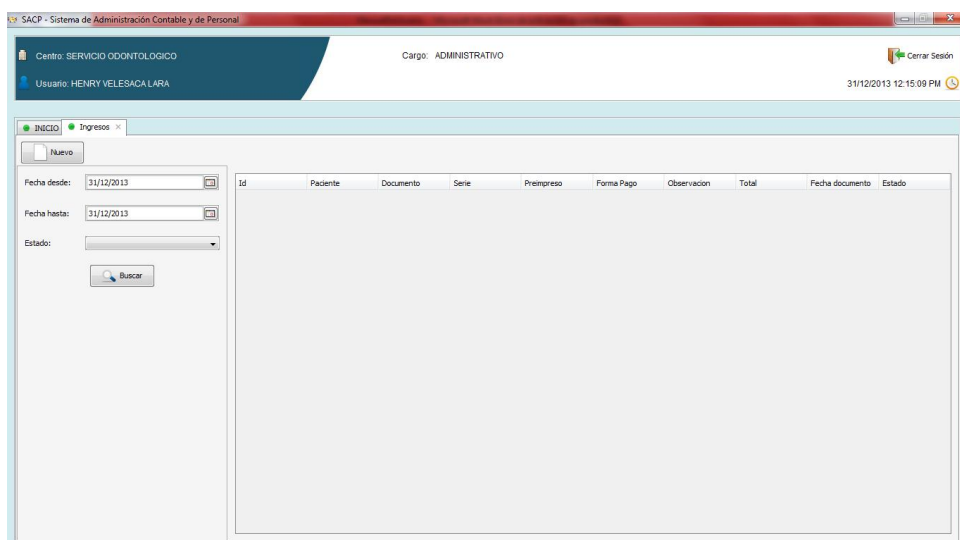 SACP - Sistema de Administración Contable y de Personal
Centro: SERVICIO ODONTOLOGICO
Cargo: ADMINISTRATIVO
Cerrar Sesión
Usuario: HENRY VELESACA LARA
31/12/2013 12:15:09 PM
INICIO
Ingresos
Nuevo
Fecha desde: 31/12/2013
Id Paciente Documento Serie Preimpreso Forma Pago Observacion Total Fecha documento Estado
Fecha hasta: 31/12/2013
Estado:
Buscar